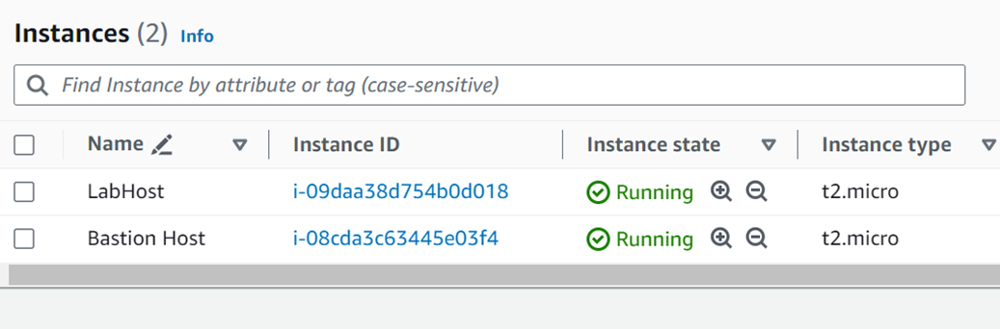 Instances (2) Info
Find Instance by attribute or tag (case-sensitive)
Name Instance ID Instance state Instance type
LabHost i-09daa38d754b0d018 Running t2.micro
Bastion Host i-08cda3c63445e03f4 Running t2.micro